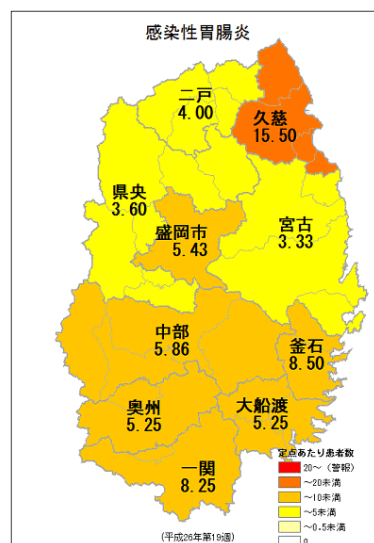 感染性胃腸炎
二戸
4.00
久慈
15.50
県央
3.60
盛岡市
5.43
宮古
3.33
中部
5.86
釜石
8.50
奥州
5.25
大船渡
5.25
一関
8.25
定点あたり患者数
20～（警報）
～20未満
～10未満
～5未満
～0.5未満
0
(平成26年第19週)